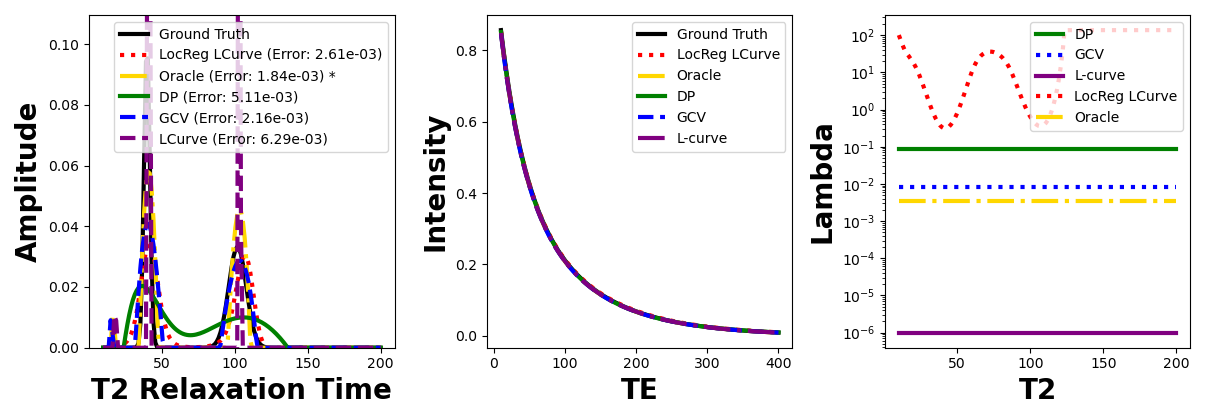 Amplitude
0.10
0.08
0.06
0.04
0.02
0.00
50
100
150
200
T2 Relaxation Time
Ground Truth
LocReg LCurve (Error: 2.61e-03)
Oracle (Error: 1.84e-03) *
DP (Error: 5.11e-03)
GCV (Error: 2.16e-03)
LCurve (Error: 6.29e-03)
Intensity
0.8
0.6
0.4
0.2
0.0
0
100
200
300
400
TE
Ground Truth
LocReg LCurve
Oracle
DP
GCV
L-curve
Lambda
10²
10¹
10⁰
10⁻¹
10⁻²
10⁻³
10⁻⁴
10⁻⁵
10⁻⁶
50
100
150
200
T2
DP
GCV
L-curve
LocReg LCurve
Oracle